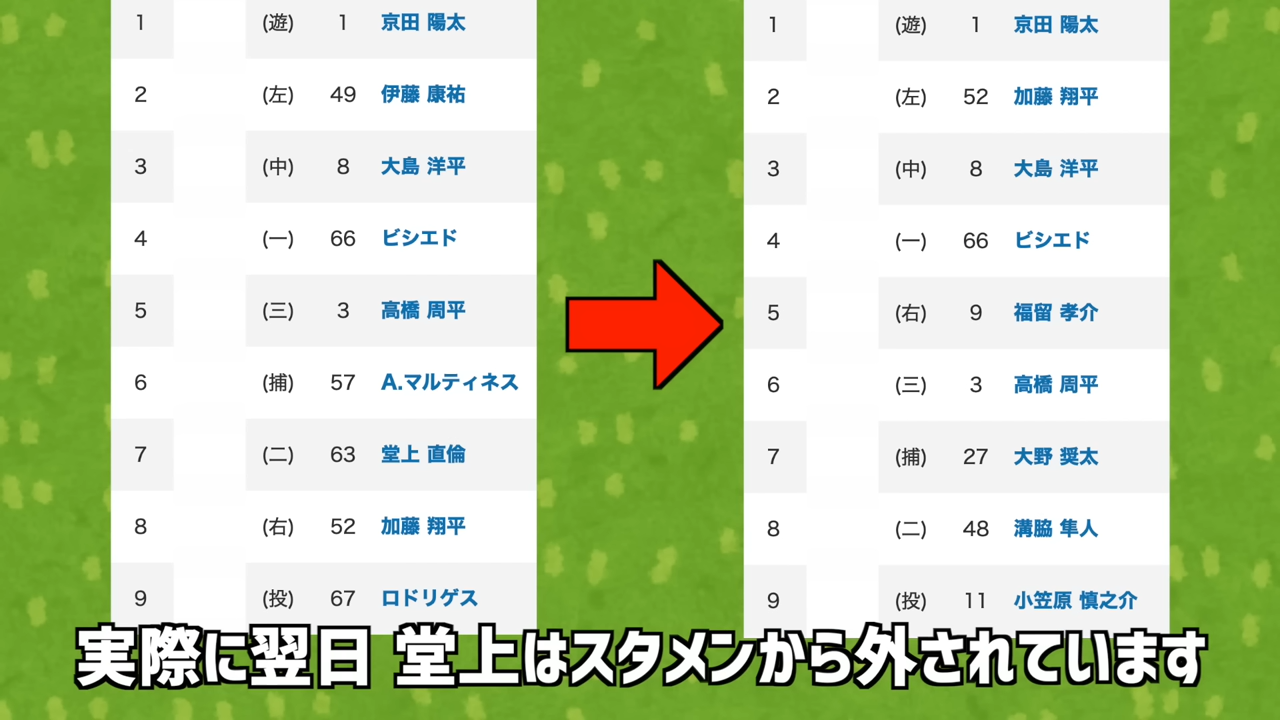 1 (遊) 1 京田 陽太
2 (左) 49 伊藤 康祐
3 (中) 8 大島 洋平
4 (一) 66 ビシエド
5 (三) 3 高橋 周平
6 (捕) 57 A.マルティネス
7 (二) 63 堂上 直倫
8 (右) 52 加藤 翔平
9 (投) 67 ロドリゲス
1 (遊) 1 京田 陽太
2 (左) 52 加藤 翔平
3 (中) 8 大島 洋平
4 (一) 66 ビシエド
5 (右) 9 福留 孝介
6 (三) 3 高橋 周平
7 (捕) 27 大野 奨太
8 (二) 48 溝脇 隼人
9 (投) 11 小笠原 慎之介
実際に翌日 堂上はスタメンから外されています